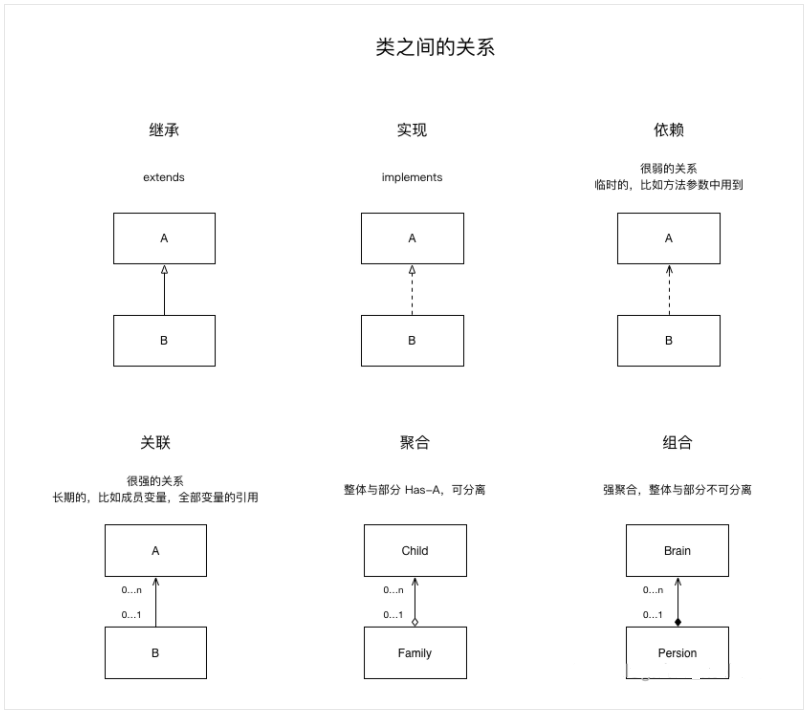 类之间的关系
继承
实现
依赖
extends
implements
很弱的关系
临时的，比如方法参数中用到
A
A
A
B
B
B
关联
聚合
组合
很强的关系
长期的，比如成员变量，全部变量的引用
整体与部分 Has-A，可分离
强聚合，整体与部分不可分离
A
Child
Brain
0...n
0...n
0...n
0...1
0...1
0...1
B
Family
Persion